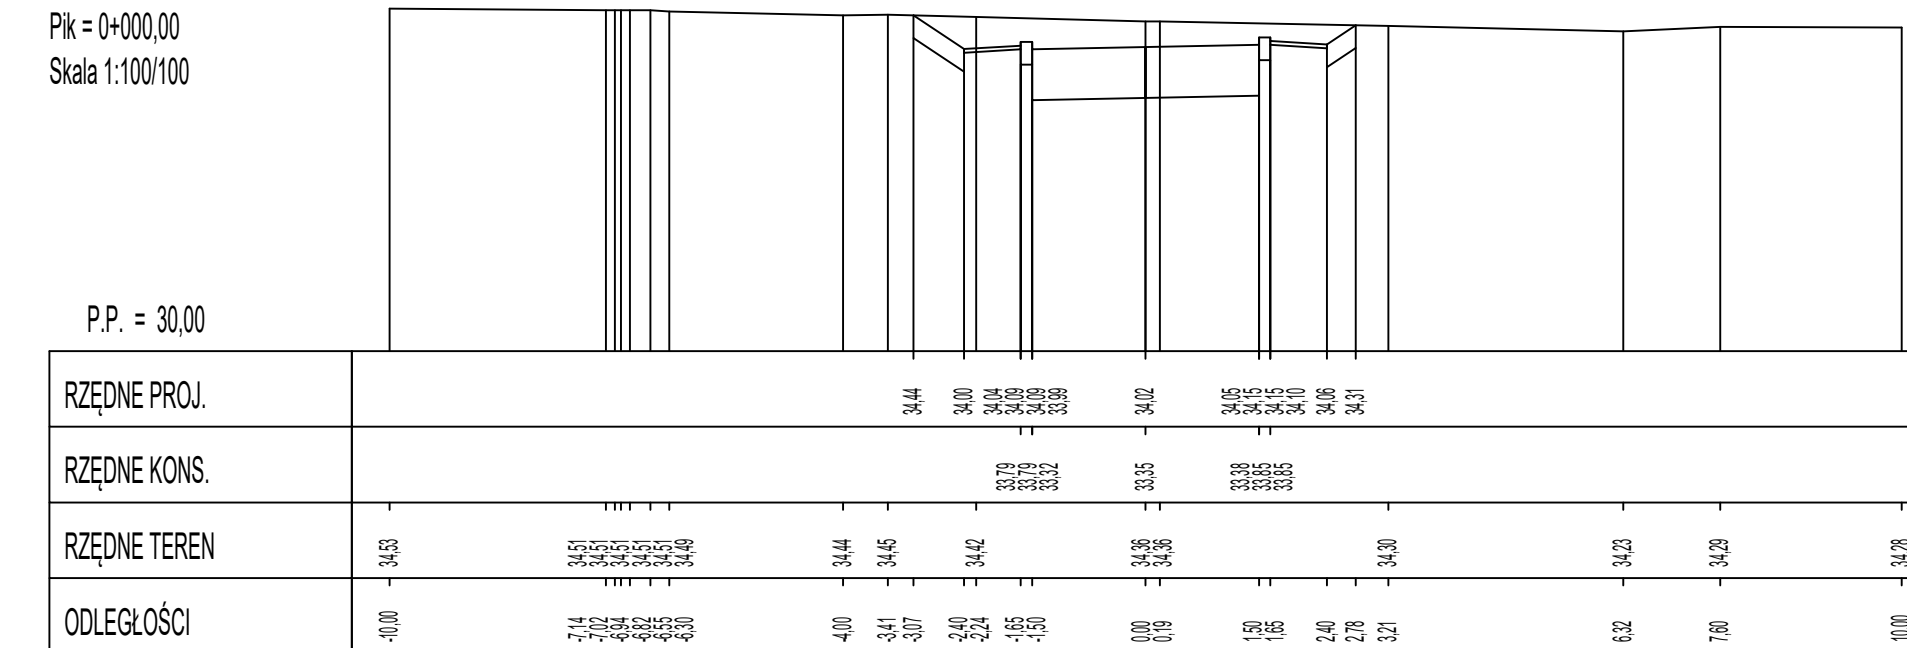 Pik = 0+000,00
Skala 1:100/100
P.P. = 30,00
RZĘDNE PROJ.
34,44 34,00 34,04 34,09 34,09 33,99 34,02 34,05 34,15 34,15 34,10 34,06 34,31
RZĘDNE KONS.
33,79 33,79 33,32 33,35 33,38 33,85 33,85
RZĘDNE TEREN
34,53 34,51 34,51 34,51 34,51 34,51 34,49 34,44 34,45 34,42 34,36 34,36 34,30 34,23 34,29 34,28
ODLEGŁOŚCI
-10,00 -7,14 -7,02 -6,94 -6,82 -6,55 -6,30 -4,00 -3,41 -3,07 -2,40 -2,24 -1,65 -1,50 0,00 0,19 1,50 1,65 2,40 2,78 3,21 6,32 7,60 10,00